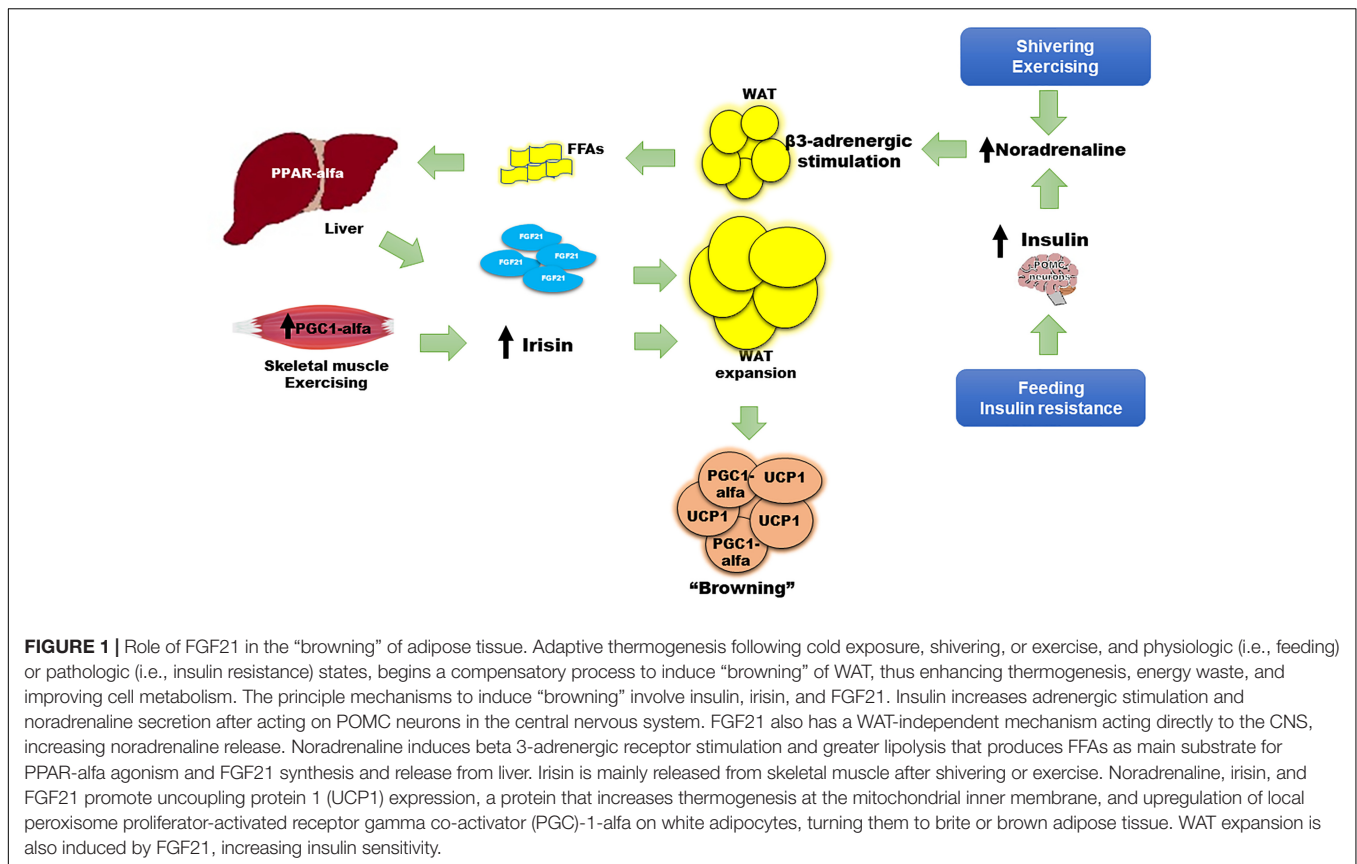 Shivering
Exercising
WAT
β3-adrenergic
stimulation
Noradrenaline
FFAs
PPAR-alfa
Liver
Insulin
POMC
neurons
FGF21
FGF21
FGF21
FGF21
PGC1-alfa
Irisin
Skeletal muscle
Exercising
WAT
expansion
Feeding
Insulin resistance
PGC1-
alfa
UCP1
UCP1
UCP1
PGC1-
alfa
“Browning”
FIGURE 1 | Role of FGF21 in the “browning” of adipose tissue. Adaptive thermogenesis following cold exposure, shivering, or exercise, and physiologic (i.e., feeding)
or pathologic (i.e., insulin resistance) states, begins a compensatory process to induce “browning” of WAT, thus enhancing thermogenesis, energy waste, and
improving cell metabolism. The principle mechanisms to induce “browning” involve insulin, irisin, and FGF21. Insulin increases adrenergic stimulation and
noradrenaline secretion after acting on POMC neurons in the central nervous system. FGF21 also has a WAT-independent mechanism acting directly to the CNS,
increasing noradrenaline release. Noradrenaline induces beta 3-adrenergic receptor stimulation and greater lipolysis that produces FFAs as main substrate for
PPAR-alfa agonism and FGF21 synthesis and release from liver. Irisin is mainly released from skeletal muscle after shivering or exercise. Noradrenaline, irisin, and
FGF21 promote uncoupling protein 1 (UCP1) expression, a protein that increases thermogenesis at the mitochondrial inner membrane, and upregulation of local
peroxisome proliferator-activated receptor gamma co-activator (PGC)-1-alfa on white adipocytes, turning them to brite or brown adipose tissue. WAT expansion is
also induced by FGF21, increasing insulin sensitivity.